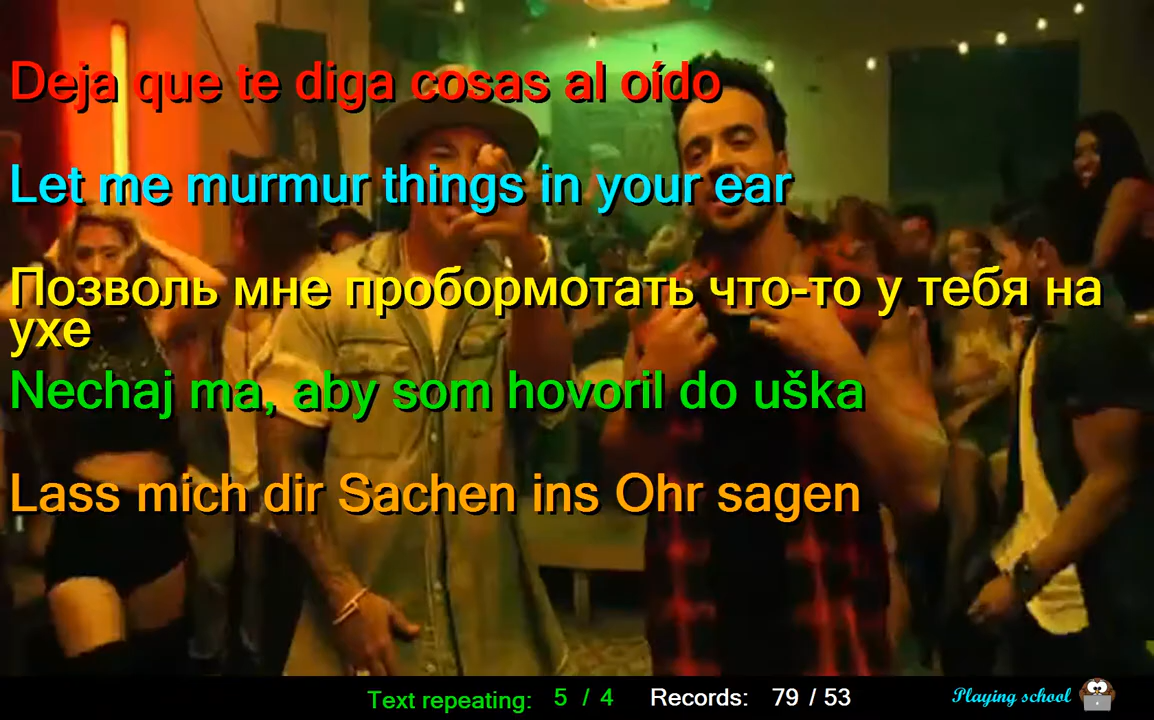 Deja que te diga cosas al oído
Let me murmur things in your ear
Позволь мне пробормотать что-то у тебя на
ухе
Nechaj ma, aby som hovoril do uška
Lass mich dir Sachen ins Ohr sagen
Text repeating: 5 / 4 Records: 79 / 53 Playing school